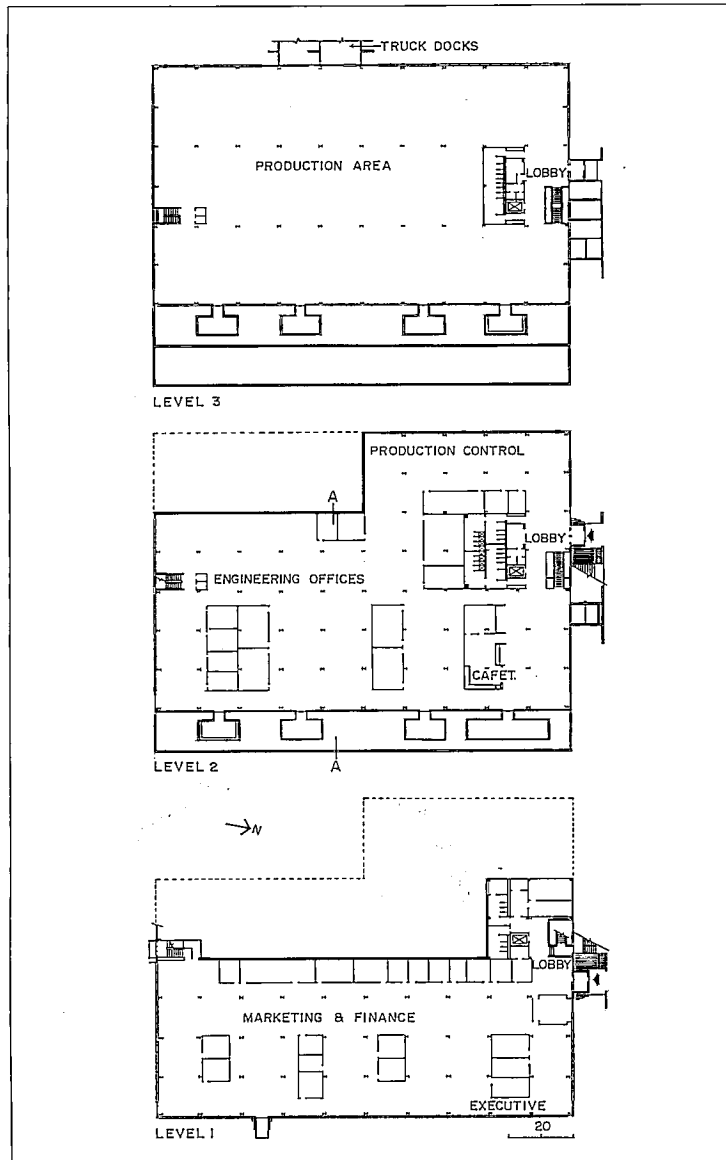 TRUCK DOCKS
PRODUCTION AREA
LOBBY
LEVEL 3
PRODUCTION CONTROL
A
LOBBY
ENGINEERING OFFICES
CAFET.
A
LEVEL 2
N
LOBBY
MARKETING & FINANCE
EXECUTIVE
LEVEL 1
20